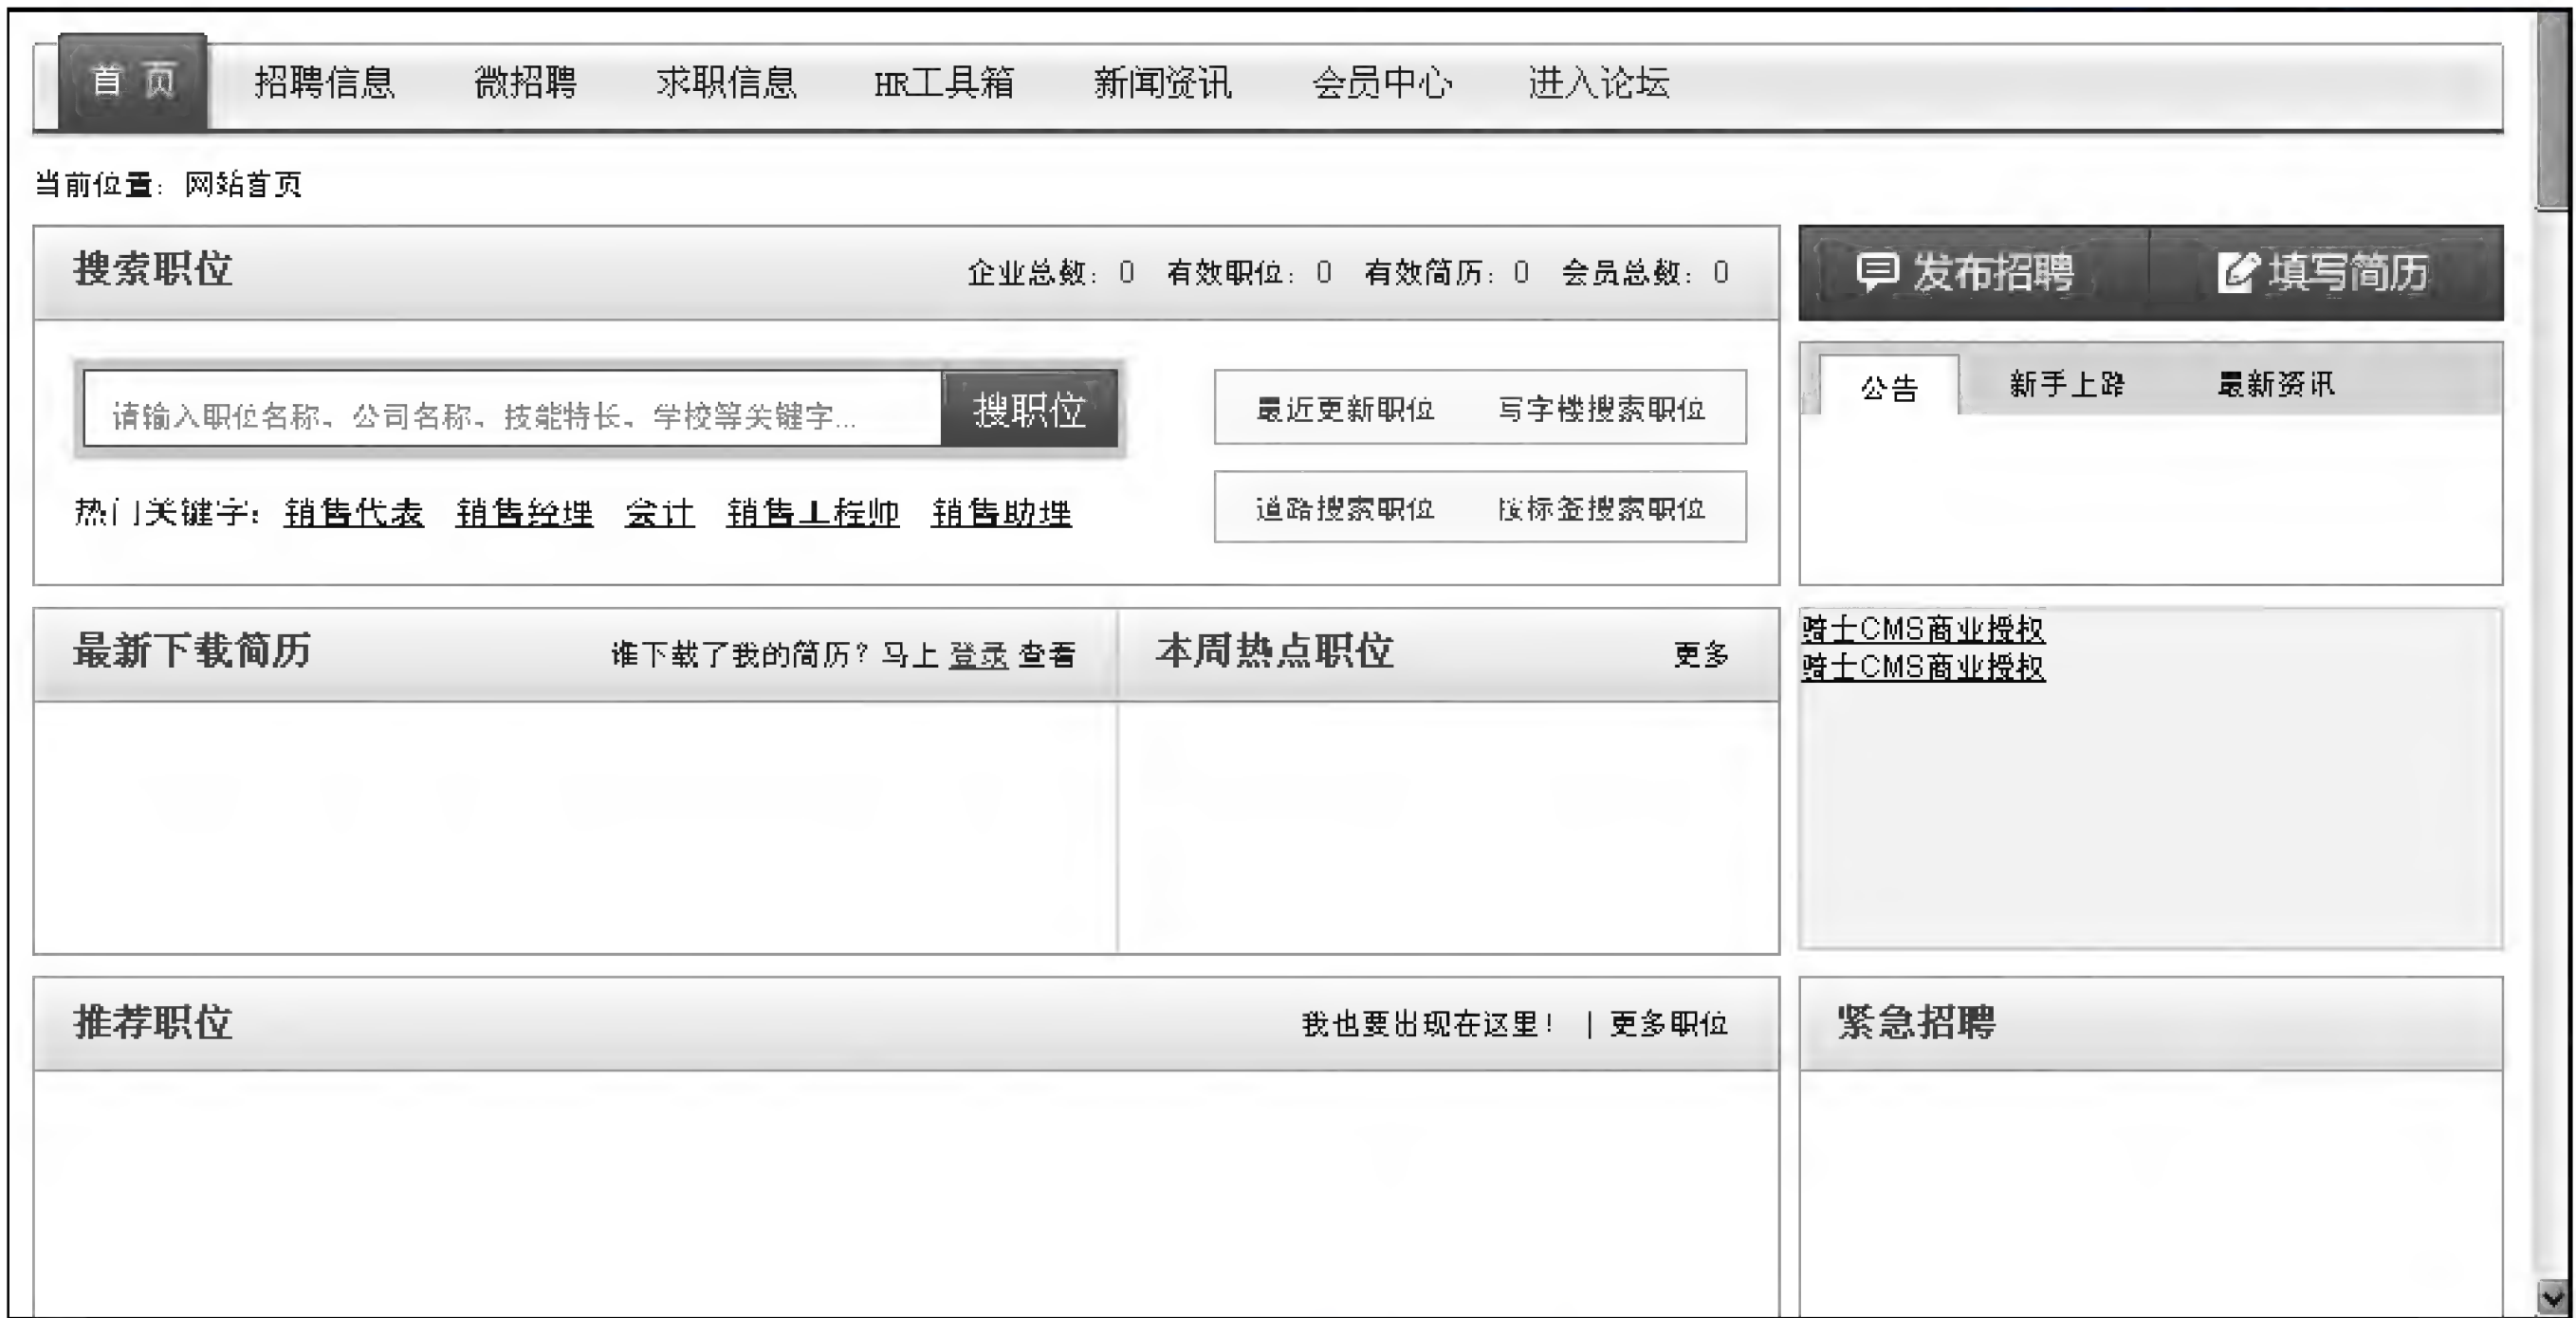 首 页 招聘信息 微招聘 求职信息 HR工具箱 新闻资讯 会员中心 进入论坛
当前位置：网站首页
搜索职位 企业总数：0 有效职位：0 有效简历：0 会员总数：0
发布招聘 填写简历
请输入职位名称，公司名称，技能特长，学校等关键字... 搜职位
最近更新职位 写字楼搜索职位
公告 新手上路 最新资讯
热门关键字：销售代表 销售经理 会计 销售工程师 销售助理
道路搜索职位 按标签搜索职位
最新下载简历 谁下载了我的简历？马上 登录 查看
本周热点职位 更多
骑士CMS商业授权
骑士CMS商业授权
推荐职位 我也要出现在这里！ | 更多职位
紧急招聘